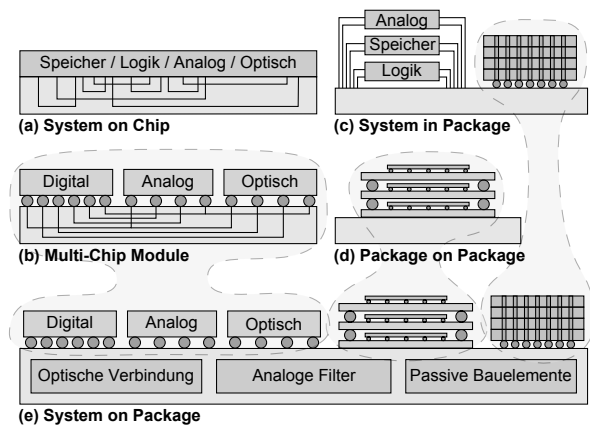 Speicher / Logik / Analog / Optisch
(a) System on Chip
Analog
Speicher
Logik
(c) System in Package
Digital
Analog
Optisch
(b) Multi-Chip Module
(d) Package on Package
Digital
Analog
Optisch
Optische Verbindung
Analoge Filter
Passive Bauelemente
(e) System on Package